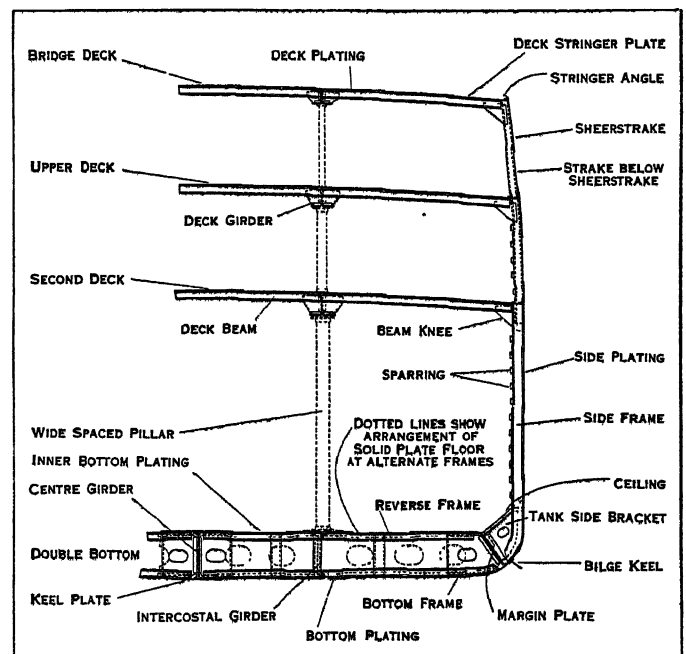 BRIDGE DECK
DECK PLATING
DECK STRINGER PLATE
STRINGER ANGLE
SHEERSTRAKE
UPPER DECK
STRAKE BELOW
SHEERSTRAKE
DECK GIRDER
SECOND DECK
DECK BEAM
BEAM KNEE
SIDE PLATING
SPARRING
SIDE FRAME
WIDE SPACED PILLAR
DOTTED LINES SHOW
ARRANGEMENT OF
SOLID PLATE FLOOR
AT ALTERNATE FRAMES
INNER BOTTOM PLATING
CEILING
CENTRE GIRDER
REVERSE FRAME
TANK SIDE BRACKET
DOUBLE BOTTOM
BILGE KEEL
KEEL PLATE
BOTTOM FRAME
INTERCOSTAL GIRDER
MARGIN PLATE
BOTTOM PLATING